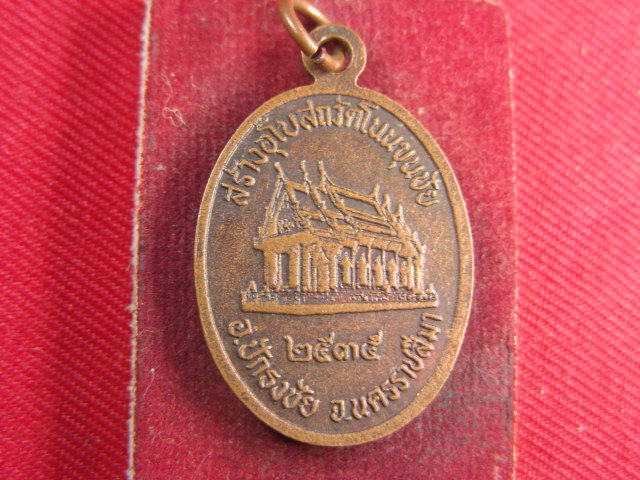 สร้างอุโบสถวัดโนนขุนชัย
๒๕๓๕
อ.ปักธงชัย จ.นครราชสีมา